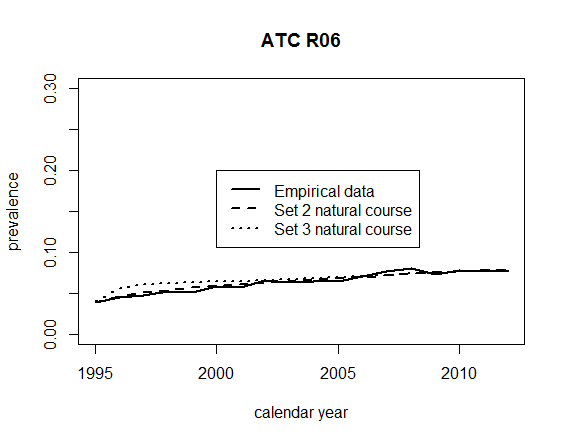 ATC R06
0.30
0.20
0.10
0.00
prevalence
Empirical data
Set 2 natural course
Set 3 natural course
1995 2000 2005 2010
calendar year